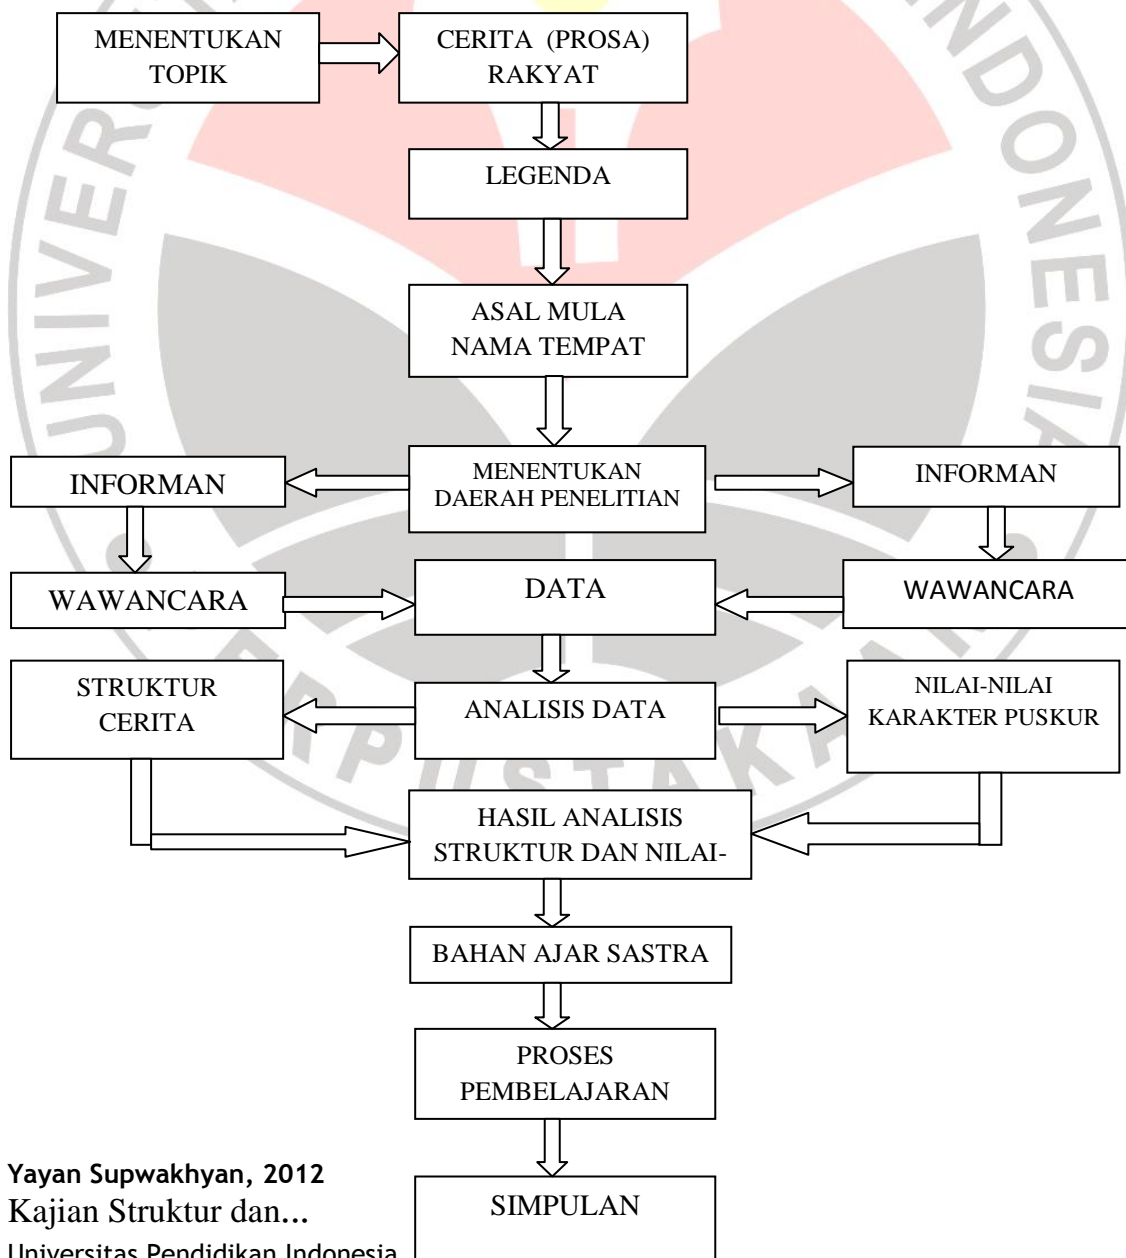 MENENTUKAN
TOPIK
CERITA (PROSA)
RAKYAT
LEGENDA
ASAL MULA
NAMA TEMPAT
MENENTUKAN
DAERAH PENELITIAN
INFORMAN
INFORMAN
WAWANCARA
DATA
WAWANCARA
STRUKTUR
CERITA
ANALISIS DATA
NILAI-NILAI
KARAKTER PUSKUR
HASIL ANALISIS
STRUKTUR DAN NILAI-
BAHAN AJAR SASTRA
PROSES
PEMBELAJARAN
SIMPULAN
Yayan Supwakhyan, 2012
Kajian Struktur dan...
Universitas Pendidikan Indonesia